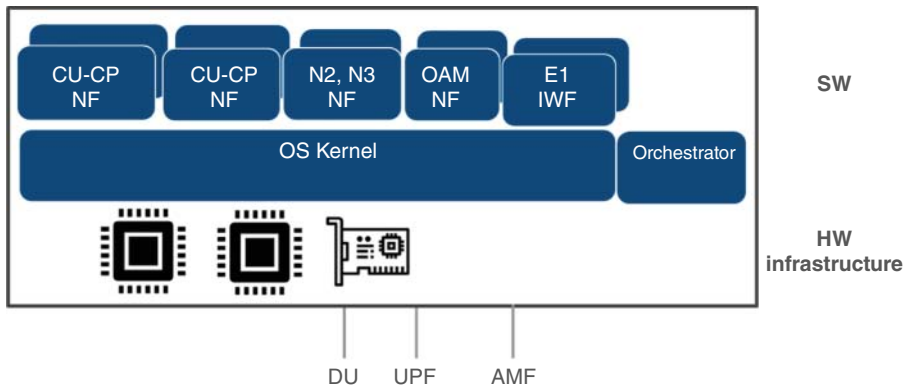 CU-CP
NF
CU-CP
NF
N2, N3
NF
OAM
NF
E1
IWF
SW
OS Kernel
Orchestrator
HW
infrastructure
DU
UPF
AMF